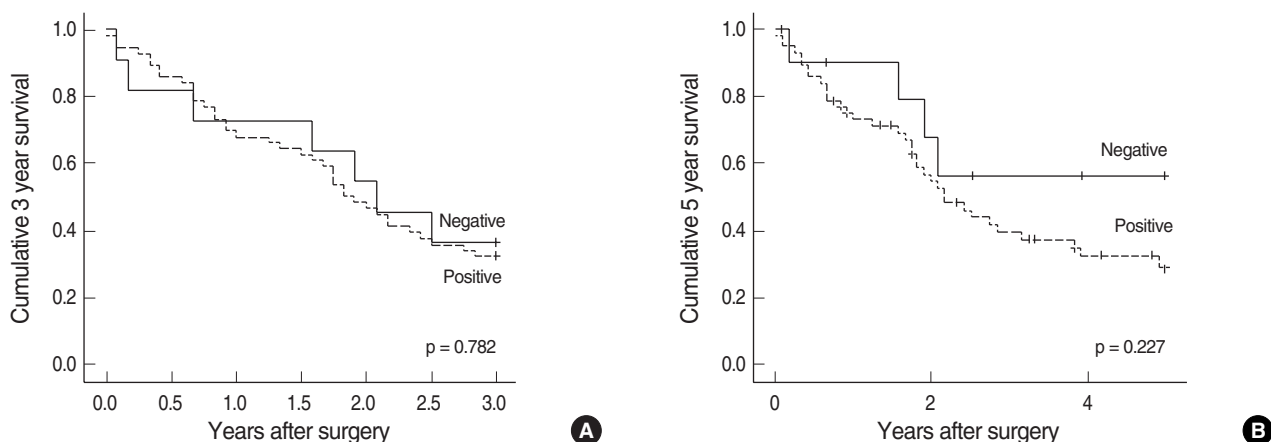 Cumulative 3 year survival
1.0
0.8
0.6
0.4
0.2
0.0
Negative
Positive
p = 0.782
0.0 0.5 1.0 1.5 2.0 2.5 3.0
Years after surgery
A
Cumulative 5 year survival
1.0
0.8
0.6
0.4
0.2
0.0
Negative
Positive
p = 0.227
0 2 4
Years after surgery
B